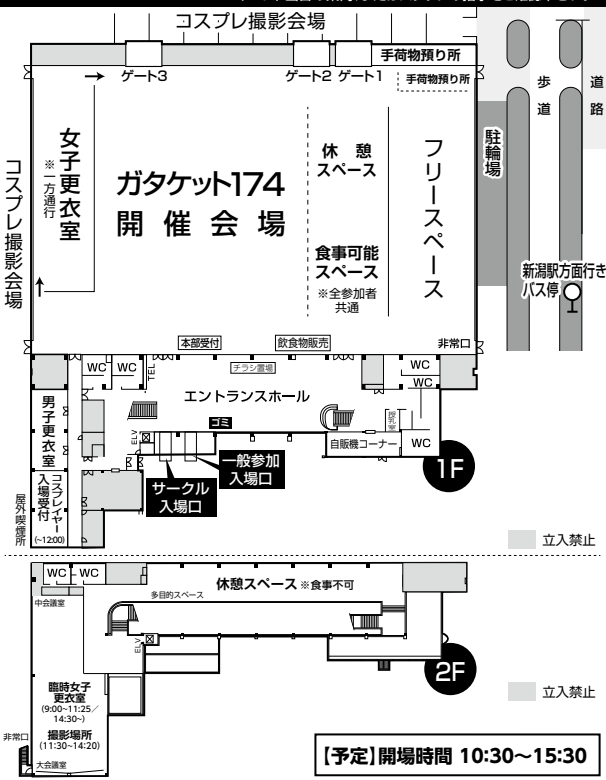 コスプレ撮影会場
手荷物預り所
ゲート3
ゲート2
ゲート1
手荷物預り所
歩道
道路
コスプレ撮影会場
女子更衣室
※一方通行
ガタケット174
開催会場
休憩
スペース
食事可能
スペース
※全参加者
共通
フリースペース
駐輪場
新潟駅方面行き
バス停
本部受付
飲食物販売
非常口
WC
WC
TEL
チラシ置場
WC
WC
エントランスホール
男子更衣室
ゴミ
ELV
授乳室
自販機コーナー
WC
一般参加
入場口
サークル
入場口
1F
コスプレイヤー
入場受付
(~12:00)
屋外喫煙所
立入禁止
WC
WC
休憩スペース ※食事不可
中会議室
多目的スペース
ELV
2F
臨時女子
更衣室
(9:00~11:25/
14:30~)
撮影場所
(11:30~14:20)
非常口
大会議室
立入禁止
【予定】開場時間 10:30~15:30